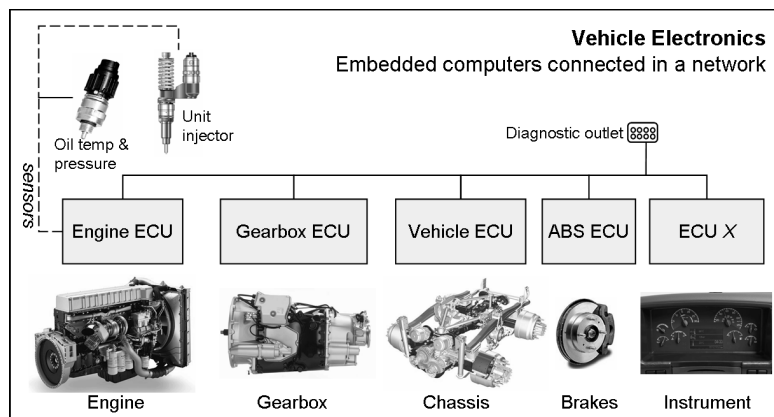 Vehicle Electronics
Embedded computers connected in a network
Oil temp &
pressure
Unit
injector
Diagnostic outlet
sensors
Engine ECU
Gearbox ECU
Vehicle ECU
ABS ECU
ECU X
Engine
Gearbox
Chassis
Brakes
Instrument